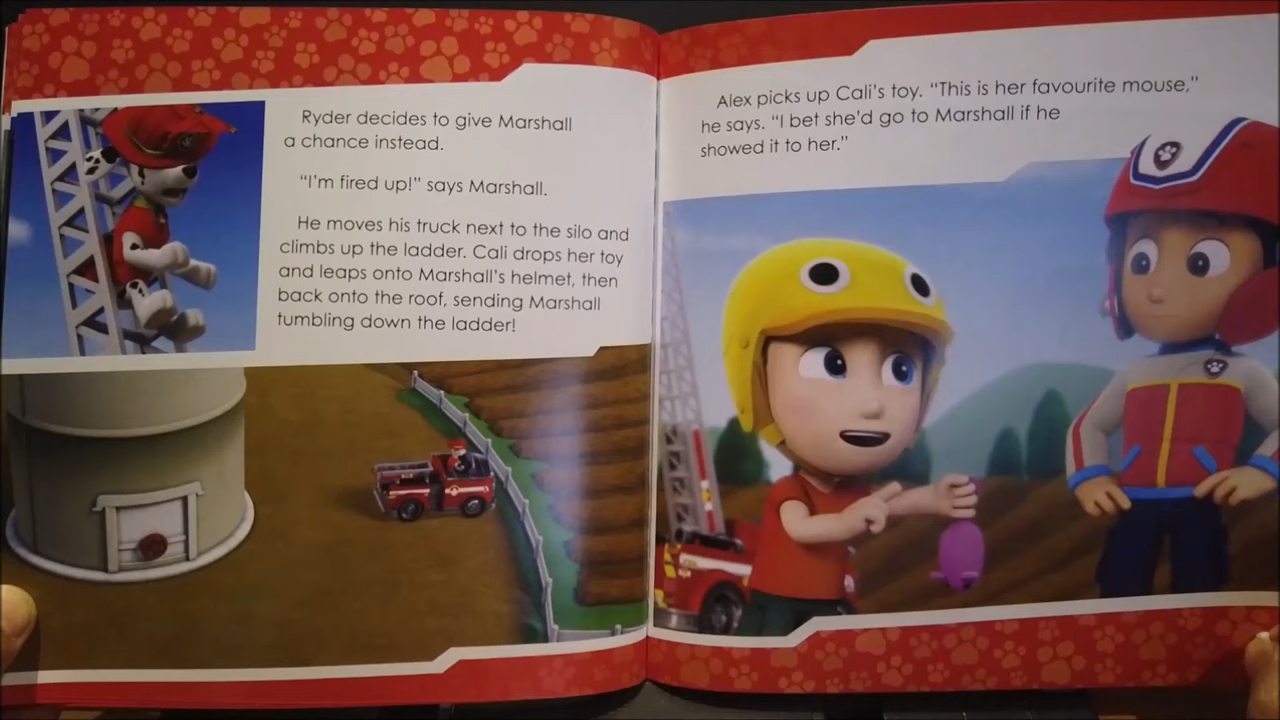 Ryder decides to give Marshall
a chance instead.
“I’m fired up!” says Marshall.
He moves his truck next to the silo and
climbs up the ladder. Cali drops her toy
and leaps onto Marshall’s helmet, then
back onto the roof, sending Marshall
tumbling down the ladder!
Alex picks up Cali’s toy. “This is her favourite mouse,”
he says. “I bet she’d go to Marshall if he
showed it to her.”